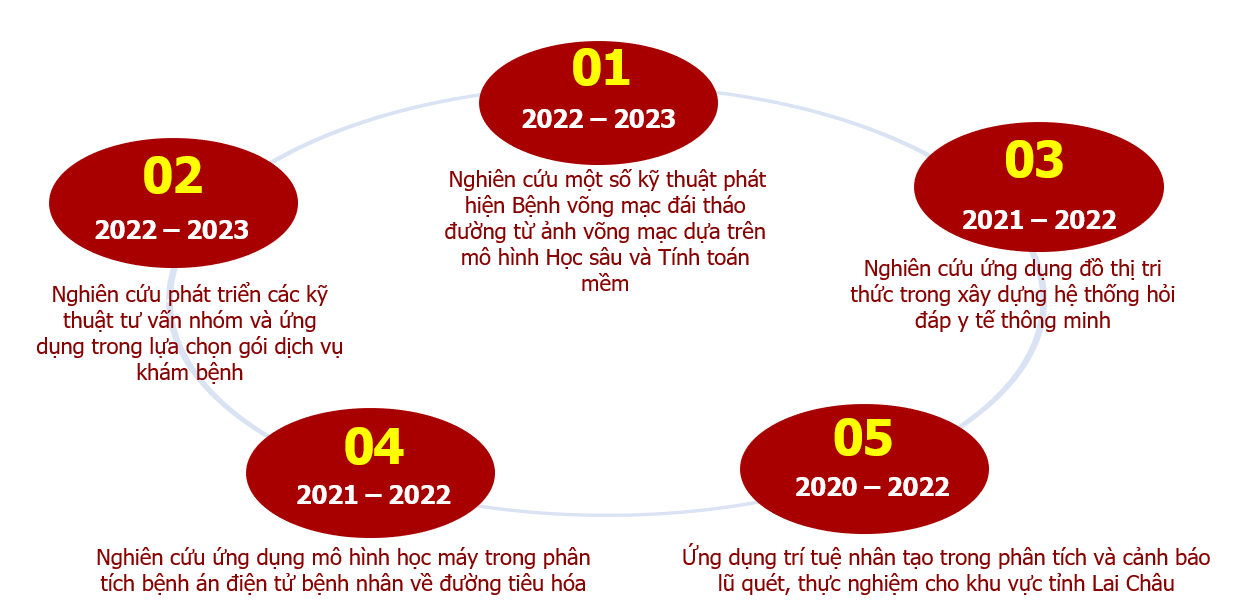 01
2022 – 2023
Nghiên cứu một số kỹ thuật phát
hiện Bệnh võng mạc đái tháo
đường từ ảnh võng mạc dựa trên
mô hình Học sâu và Tính toán
mềm
02
2022 – 2023
Nghiên cứu phát triển các kỹ
thuật tư vấn nhóm và ứng
dụng trong lựa chọn gói dịch vụ
khám bệnh
03
2021 – 2022
Nghiên cứu ứng dụng đồ thị tri
thức trong xây dựng hệ thống hỏi
đáp y tế thông minh
04
2021 – 2022
Nghiên cứu ứng dụng mô hình học máy trong phân
tích bệnh án điện tử bệnh nhân về đường tiêu hóa
05
2020 – 2022
Ứng dụng trí tuệ nhân tạo trong phân tích và cảnh báo
lũ quét, thực nghiệm cho khu vực tỉnh Lai Châu